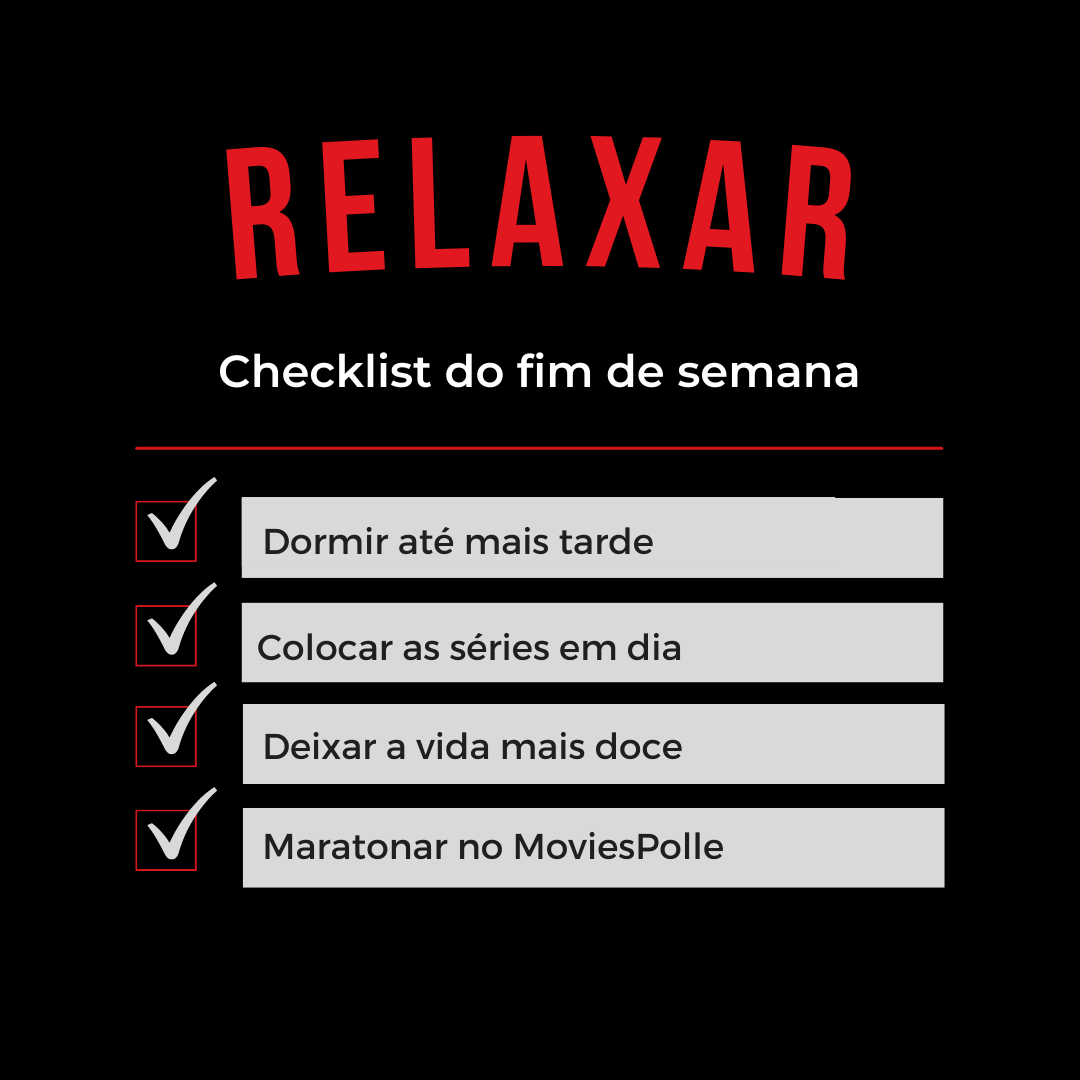 RELAXAR
Checklist do fim de semana
Dormir até mais tarde
Colocar as séries em dia
Deixar a vida mais doce
Maratonar no MoviesPolle